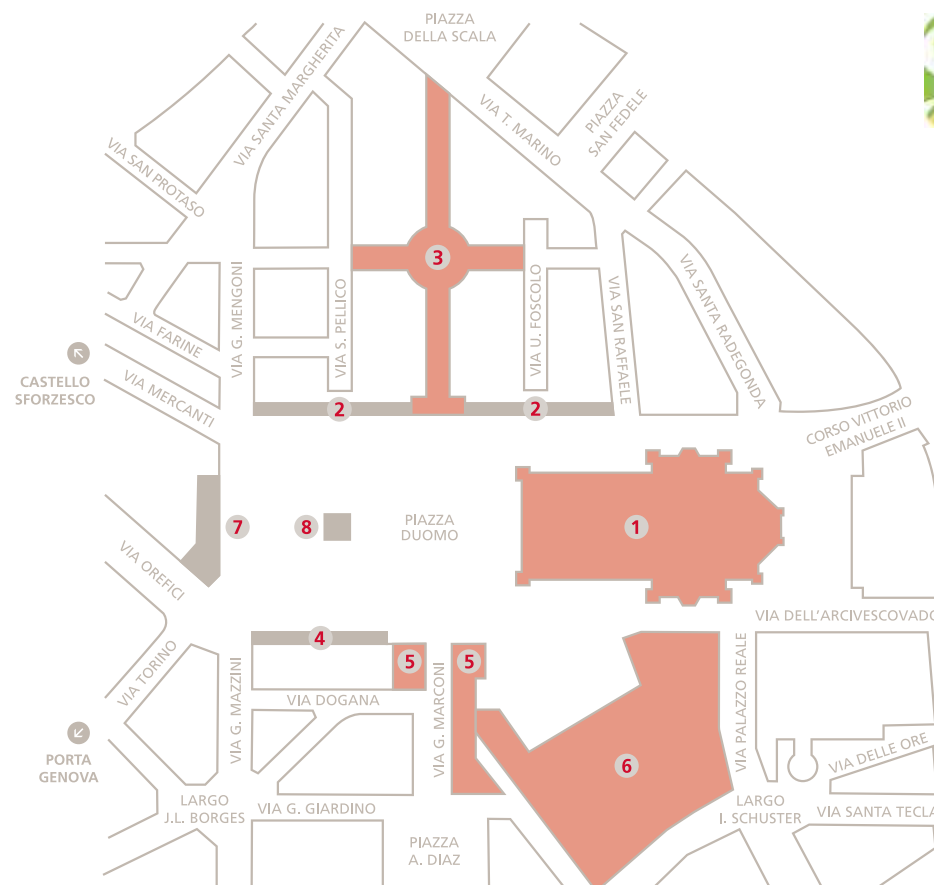 PIAZZA
DELLA SCALA
VIA SANTA MARGHERITA
VIA T. MARINO
PIAZZA
SAN FEDELE
VIA SAN PROTASO
3
VIA G. MENGONI
VIA S. PELLICO
VIA U. FOSCOLO
VIA SAN RAFFAELE
VIA SANTA RADEGONDA
VIA FARINE
CASTELLO
SFORZESCO
VIA MERCANTI
2
2
CORSO VITTORIO
EMANUELE II
7
8
PIAZZA
DUOMO
1
VIA OREFICI
VIA DELL'ARCIVESCOVADO
4
5
5
VIA TORINO
VIA G. MAZZINI
VIA DOGANA
VIA G. MARCONI
VIA PALAZZO REALE
PORTA
GENOVA
6
VIA DELLE ORE
LARGO
J.L. BORGES
VIA G. GIARDINO
LARGO
I. SCHUSTER
VIA SANTA TECLA
PIAZZA
A. DIAZ